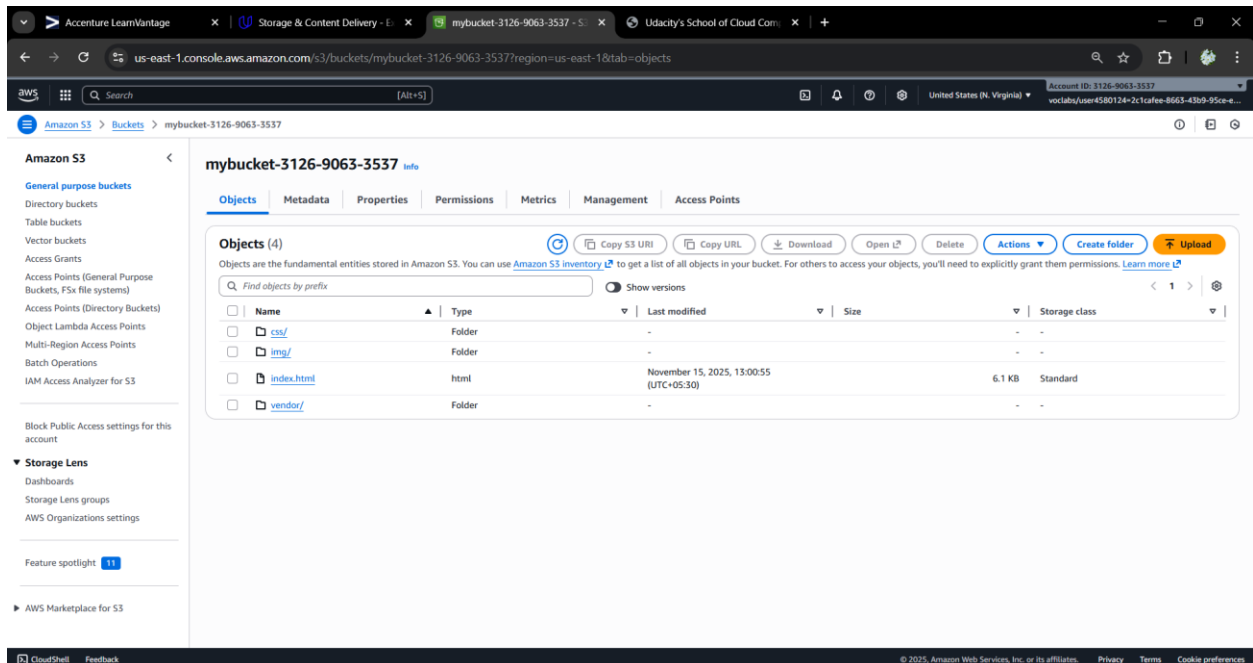 Accenture LearnVantage
Storage & Content Delivery - E
mybucket-3126-9063-3537 - S
Udacity's School of Cloud Com
us-east-1.console.aws.amazon.com/s3/buckets/mybucket-3126-9063-3537?region=us-east-1&tab=objects
aws
Search
[Alt+S]
United States (N. Virginia)
Account ID: 3126-9063-3537
voclabs/user4580124=2c1cafee-8663-43b9-95ce-e...
Amazon S3 > Buckets > mybucket-3126-9063-3537
Amazon S3
General purpose buckets
Directory buckets
Table buckets
Vector buckets
Access Grants
Access Points (General Purpose
Buckets, FSx file systems)
Access Points (Directory Buckets)
Object Lambda Access Points
Multi-Region Access Points
Batch Operations
IAM Access Analyzer for S3
Block Public Access settings for this
account
Storage Lens
Dashboards
Storage Lens groups
AWS Organizations settings
Feature spotlight 11
AWS Marketplace for S3
mybucket-3126-9063-3537 Info
Objects Metadata Properties Permissions Metrics Management Access Points
Objects (4)
Copy S3 URI Copy URL Download Open Delete Actions Create folder Upload
Objects are the fundamental entities stored in Amazon S3. You can use Amazon S3 inventory to get a list of all objects in your bucket. For others to access your objects, you'll need to explicitly grant them permissions. Learn more
Find objects by prefix
Show versions
1
Name Type Last modified Size Storage class
css/ Folder - - -
img/ Folder - - -
index.html html November 15, 2025, 13:00:55 (UTC+05:30) 6.1 KB Standard
vendor/ Folder - - -
CloudShell Feedback
© 2025, Amazon Web Services, Inc. or its affiliates. Privacy Terms Cookie preferences